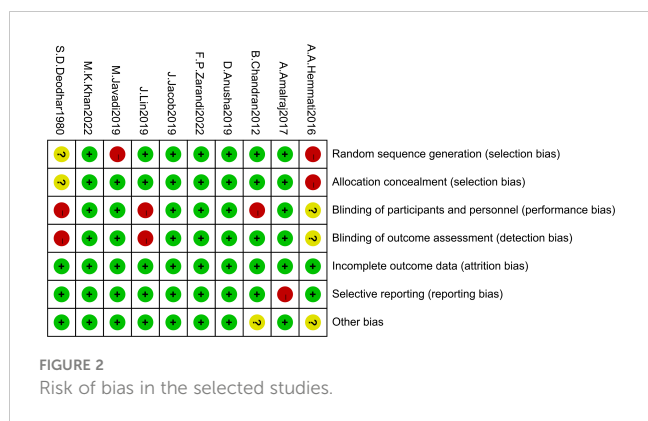 S.D.Deodhar1980
M.K.Khan2022
M.Javadi2019
J.Lin2019
J.Jacob2019
F.P.Zarandi2022
D.Anusha2019
B.Chandran2012
A.Amalraj2017
A.A.Hemmati2016
? + - + + + + + + - Random sequence generation (selection bias)
? + + + + + + + + - Allocation concealment (selection bias)
- + + - + + + - + ? Blinding of participants and personnel (performance bias)
- + + - + + + + + ? Blinding of outcome assessment (detection bias)
+ + + + + + + + + + Incomplete outcome data (attrition bias)
+ + + + + + + + - + Selective reporting (reporting bias)
+ + + + + + + ? + ? Other bias
FIGURE 2
Risk of bias in the selected studies.